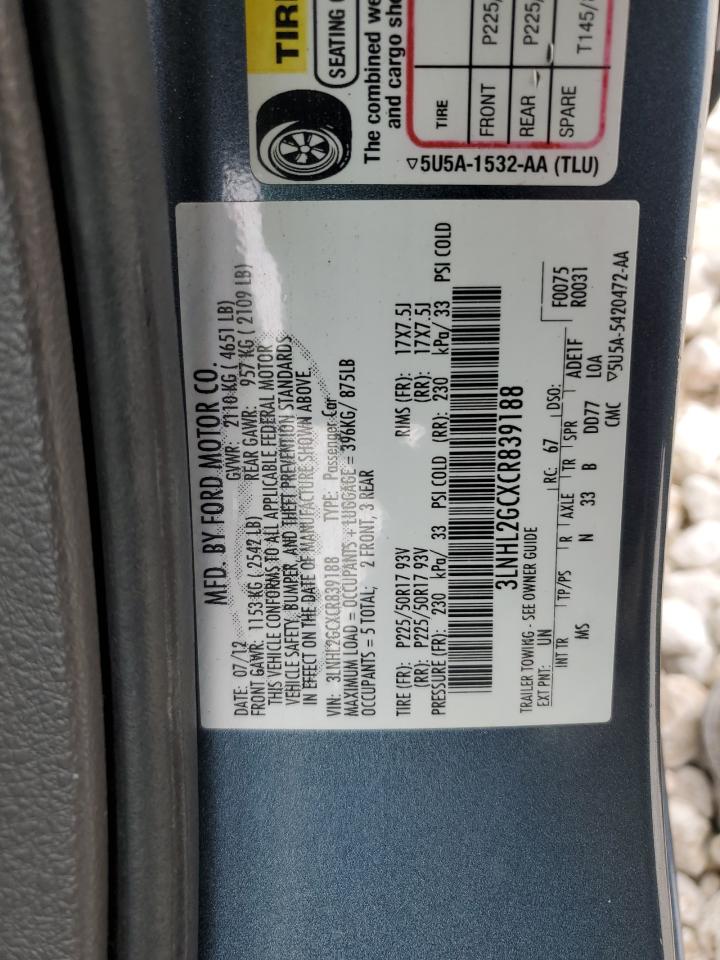 TIRE
SEATING
The combined we
and cargo sho
TIRE
FRONT P225,
REAR P225,
SPARE T145/
▽5U5A-1532-AA (TLU)
MFD. BY FORD MOTOR CO.
DATE: 07/12 GVWR: 2110 KG ( 4651 LB)
FRONT GAWR: 1153 KG ( 2542 LB) REAR GAWR: 957 KG ( 2109 LB)
THIS VEHICLE CONFORMS TO ALL APPLICABLE FEDERAL MOTOR
VEHICLE SAFETY, BUMPER, AND THEFT PREVENTION STANDARDS
IN EFFECT ON THE DATE OF MANUFACTURE SHOWN ABOVE.
VIN: 3LNHL2GCXCR839188 TYPE: Passenger Car
MAXIMUM LOAD = OCCUPANTS + LUGGAGE = 396KG/ 875LB
OCCUPANTS = 5 TOTAL; 2 FRONT, 3 REAR
TIRE (FR): P225/50R17 93V RIMS (FR): 17X7.5J
(RR): P225/50R17 93V (RR): 17X7.5J
PRESSURE (FR): 230 kPa/ 33 PSI COLD (RR): 230 kPa/ 33 PSI COLD
3LNHL2GCXCR839188
TRAILER TOWING - SEE OWNER GUIDE
EXT PNT: UN RC: 67 DSO: F0075
R0031
INT TR TP/PS R AXLE TR SPR ADE1F
MS N 33 B DD77 L0A
CMC ▽5U5A-5420472-AA